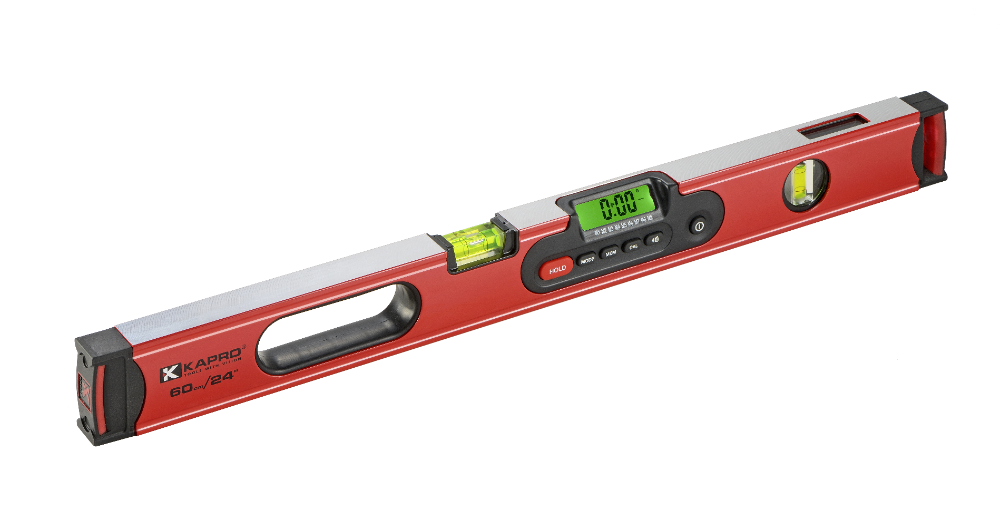 KAPRO®
TOOLS WITH VISION
60cm/24"
0:00°
M1 M2 M3 M4 M5 M6 M7 M8 M9
HOLD
MODE
MEM
CAL